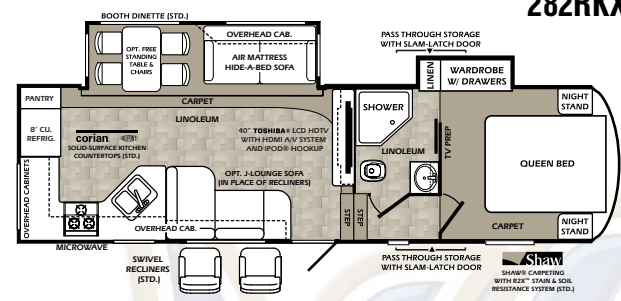 282RKX
BOOTH DINETTE (STD.)
OPT. FREE
STANDING
TABLE &
CHAIRS
OVERHEAD CAB.
AIR MATTRESS
HIDE-A-BED SOFA
PASS THROUGH STORAGE
WITH SLAM-LATCH DOOR
LINEN
WARDROBE
W/ DRAWERS
NIGHT
STAND
PANTRY
CARPET
LINOLEUM
SHOWER
8' CU.
REFRIG.
corian.
SOLID-SURFACE KITCHEN
COUNTERTOPS (STD.)
40" TOSHIBA® LCD HDTV
WITH HDMI A/V SYSTEM
AND IPOD® HOOKUP
LINOLEUM
TV PREP
QUEEN BED
OVERHEAD CABINETS
OPT. J-LOUNGE SOFA
(IN PLACE OF RECLINERS)
OVERHEAD CAB.
STEP
STEP
CARPET
NIGHT
STAND
MICROWAVE
SWIVEL
RECLINERS
(STD.)
PASS THROUGH STORAGE
WITH SLAM-LATCH DOOR
Shaw
SHAW® CARPETING
WITH R2X™ STAIN & SOIL
RESISTANCE SYSTEM (STD.)